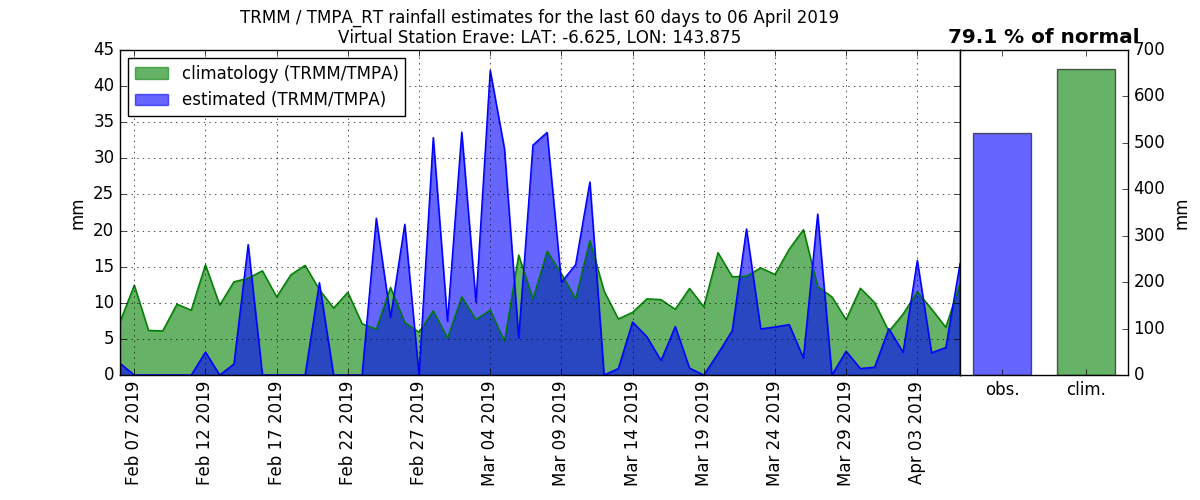 TRMM / TMPA_RT rainfall estimates for the last 60 days to 06 April 2019
Virtual Station Erave: LAT: -6.625, LON: 143.875
79.1 % of normal
climatology (TRMM/TMPA)
estimated (TRMM/TMPA)
mm
45
40
35
30
25
20
15
10
5
0
Feb 07 2019
Feb 12 2019
Feb 17 2019
Feb 22 2019
Feb 27 2019
Mar 04 2019
Mar 09 2019
Mar 14 2019
Mar 19 2019
Mar 24 2019
Mar 29 2019
Apr 03 2019
700
600
500
400
300
200
100
0
mm
obs.
clim.